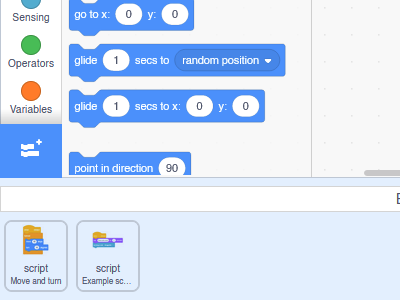 Sensing
Operators
Variables
go to x: 0 y: 0
glide 1 secs to random position
glide 1 secs to x: 0 y: 0
point in direction 90
script
Move and turn
script
Example sc...